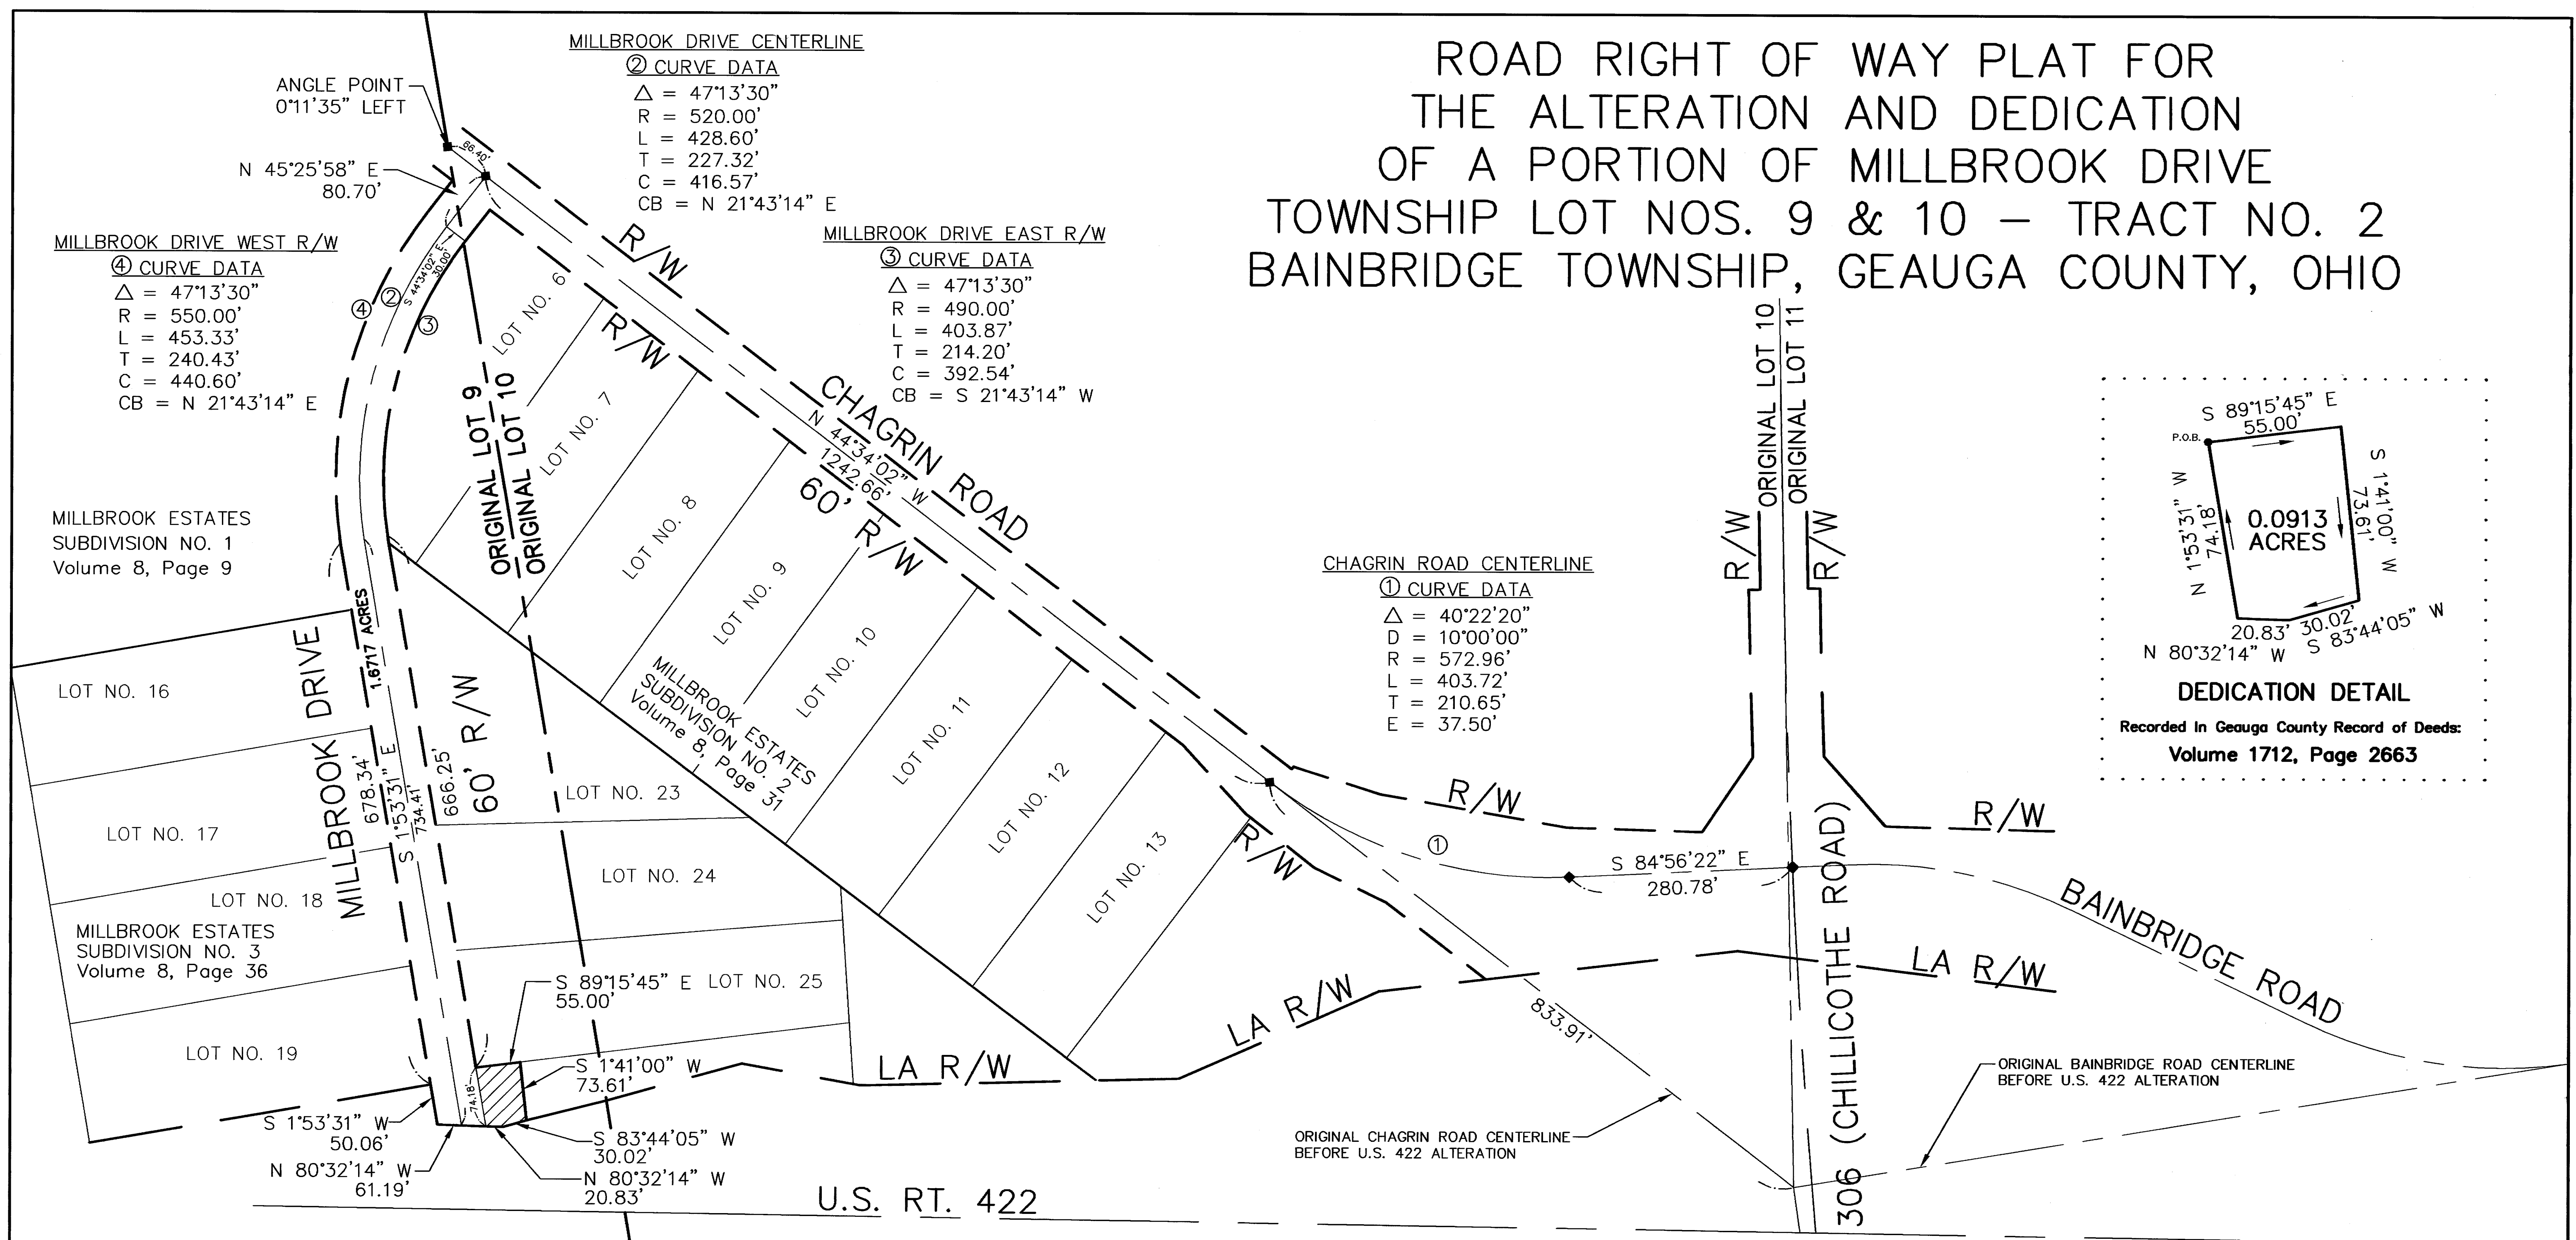 ROAD RIGHT OF WAY PLAT FOR
THE ALTERATION AND DEDICATION
OF A PORTION OF MILLBROOK DRIVE
TOWNSHIP LOT NOS. 9 & 10 – TRACT NO. 2
BAINBRIDGE TOWNSHIP, GEAUGA COUNTY, OHIO
MILLBROOK DRIVE CENTERLINE
② CURVE DATA
△ = 47°13'30"
R = 520.00'
L = 428.60'
T = 227.32'
C = 416.57'
CB = N 21°43'14" E
ANGLE POINT
0°11'35" LEFT
66.40'
N 45°25'58" E
80.70'
MILLBROOK DRIVE WEST R/W
④ CURVE DATA
△ = 47°13'30"
R = 550.00'
L = 453.33'
T = 240.43'
C = 440.60'
CB = N 21°43'14" E
MILLBROOK DRIVE EAST R/W
③ CURVE DATA
△ = 47°13'30"
R = 490.00'
L = 403.87'
T = 214.20'
C = 392.54'
CB = S 21°43'14" W
S 44°34'02" E
30.00'
④
②
③
R/W
R/W
CHAGRIN ROAD
N 44°34'02" W
1242.66'
60' R/W
LOT NO. 6
LOT NO. 7
LOT NO. 8
LOT NO. 9
LOT NO. 10
LOT NO. 11
LOT NO. 12
LOT NO. 13
ORIGINAL LOT 9
ORIGINAL LOT 10
MILLBROOK ESTATES
SUBDIVISION NO. 1
Volume 8, Page 9
MILLBROOK ESTATES
SUBDIVISION NO. 2
Volume 8, Page 31
1.6717 ACRES
MILLBROOK DRIVE
678.34'
S 1°53'31" E
734.41'
666.25'
60' R/W
LOT NO. 16
LOT NO. 17
LOT NO. 18
MILLBROOK ESTATES
SUBDIVISION NO. 3
Volume 8, Page 36
LOT NO. 19
LOT NO. 23
LOT NO. 24
LOT NO. 25
S 89°15'45" E
55.00'
S 1°41'00" W
73.61'
74.18'
S 1°53'31" W
50.06'
N 80°32'14" W
61.19'
S 83°44'05" W
30.02'
N 80°32'14" W
20.83'
U.S. RT. 422
LA R/W
LA R/W
LA R/W
CHAGRIN ROAD CENTERLINE
① CURVE DATA
△ = 40°22'20"
D = 10°00'00"
R = 572.96'
L = 403.72'
T = 210.65'
E = 37.50'
ORIGINAL LOT 10
ORIGINAL LOT 11
R/W
R/W
R/W
R/W
R/W
①
S 84°56'22" E
280.78'
833.91'
306 (CHILLICOTHE ROAD)
BAINBRIDGE ROAD
ORIGINAL BAINBRIDGE ROAD CENTERLINE
BEFORE U.S. 422 ALTERATION
ORIGINAL CHAGRIN ROAD CENTERLINE
BEFORE U.S. 422 ALTERATION
S 89°15'45" E
55.00'
P.O.B.
N 1°53'31" W
74.18'
0.0913
ACRES
S 1°41'00" W
73.61'
20.83'
N 80°32'14" W
30.02'
S 83°44'05" W
DEDICATION DETAIL
Recorded In Geauga County Record of Deeds:
Volume 1712, Page 2663